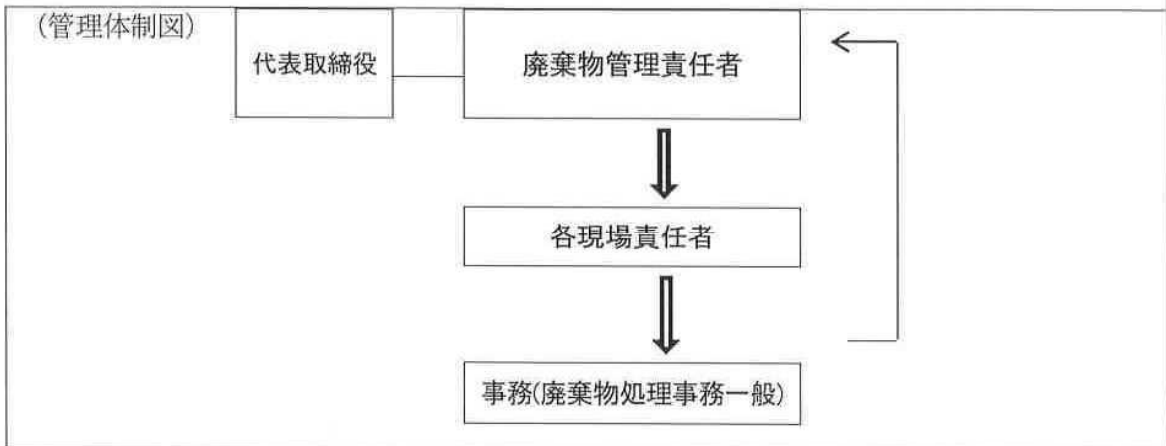 (管理体制図)
代表取締役
廃棄物管理責任者
各現場責任者
事務(廃棄物処理事務一般)